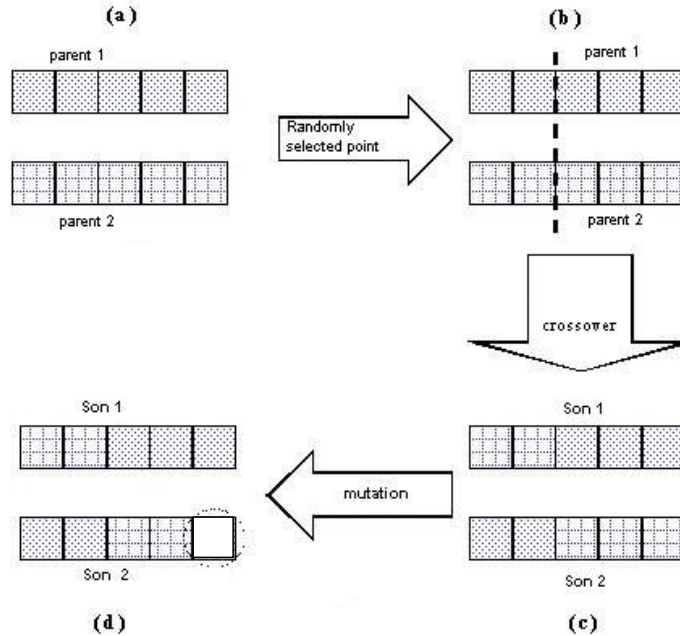 (a)
(b)
parent 1
parent 1
Randomly
selected point
parent 2
parent 2
crossover
Son 1
Son 1
mutation
Son 2
Son 2
(d)
(c)